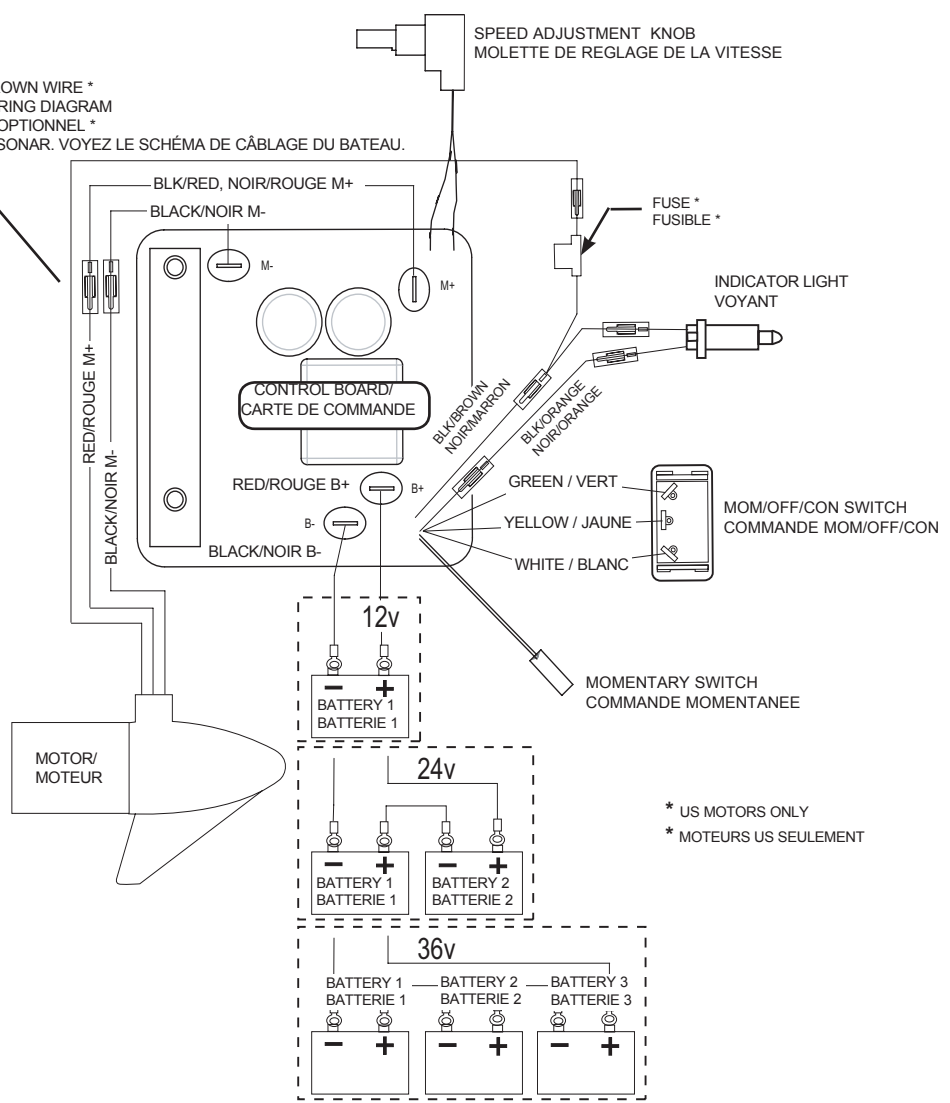 SPEED ADJUSTMENT KNOB
MOLETTE DE REGLAGE DE LA VITESSE
WIRE *
RING DIAGRAM
OPTIONNEL *
SONAR. VOYEZ LE SCHÉMA DE CÂBLAGE DU BATEAU.
BLK/RED, NOIR/ROUGE M+
BLACK/NOIR M-
FUSE *
FUSIBLE *
M-
M+
INDICATOR LIGHT
VOYANT
RED/ROUGE M+
BLACK/NOIR M-
CONTROL BOARD/
CARTE DE COMMANDE
BLK/BROWN
NOIR/MARRON
BLK/ORANGE
NOIR/ORANGE
RED/ROUGE B+
B+
B-
BLACK/NOIR B-
GREEN / VERT
YELLOW / JAUNE
WHITE / BLANC
MOM/OFF/CON SWITCH
COMMANDE MOM/OFF/CON
12v
- +
BATTERY 1
BATTERIE 1
MOMENTARY SWITCH
COMMANDE MOMENTANEE
MOTOR/
MOTEUR
24v
- + - +
BATTERY 1 BATTERY 2
BATTERIE 1 BATTERIE 2
* US MOTORS ONLY
* MOTEURS US SEULEMENT
36v
BATTERY 1 BATTERY 2 BATTERY 3
BATTERIE 1 BATTERIE 2 BATTERIE 3
- + - + - +